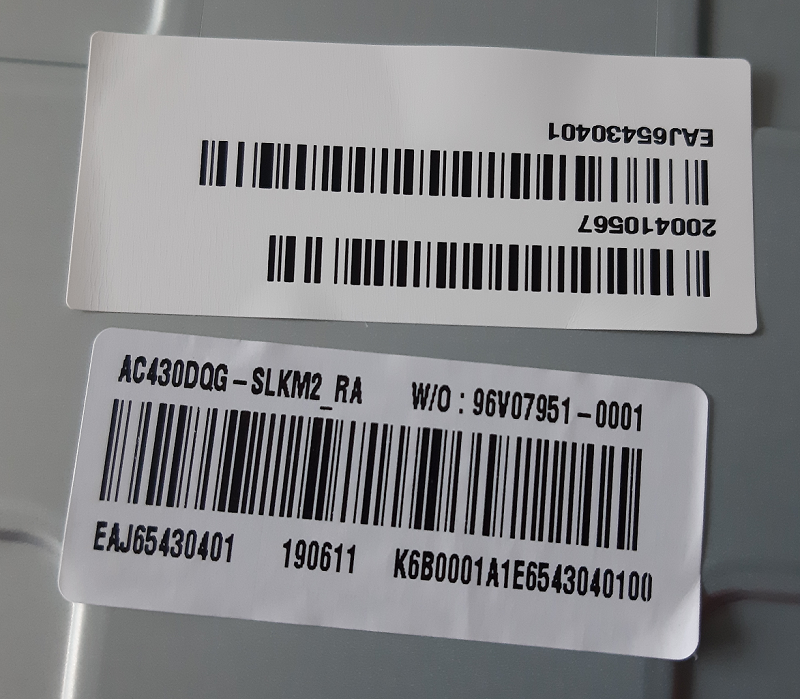 EAJ65430401
200410567
AC430DQG-SLKM2_RA W/O : 96V07951-0001
EAJ65430401 190611 K6B0001A1E6543040100